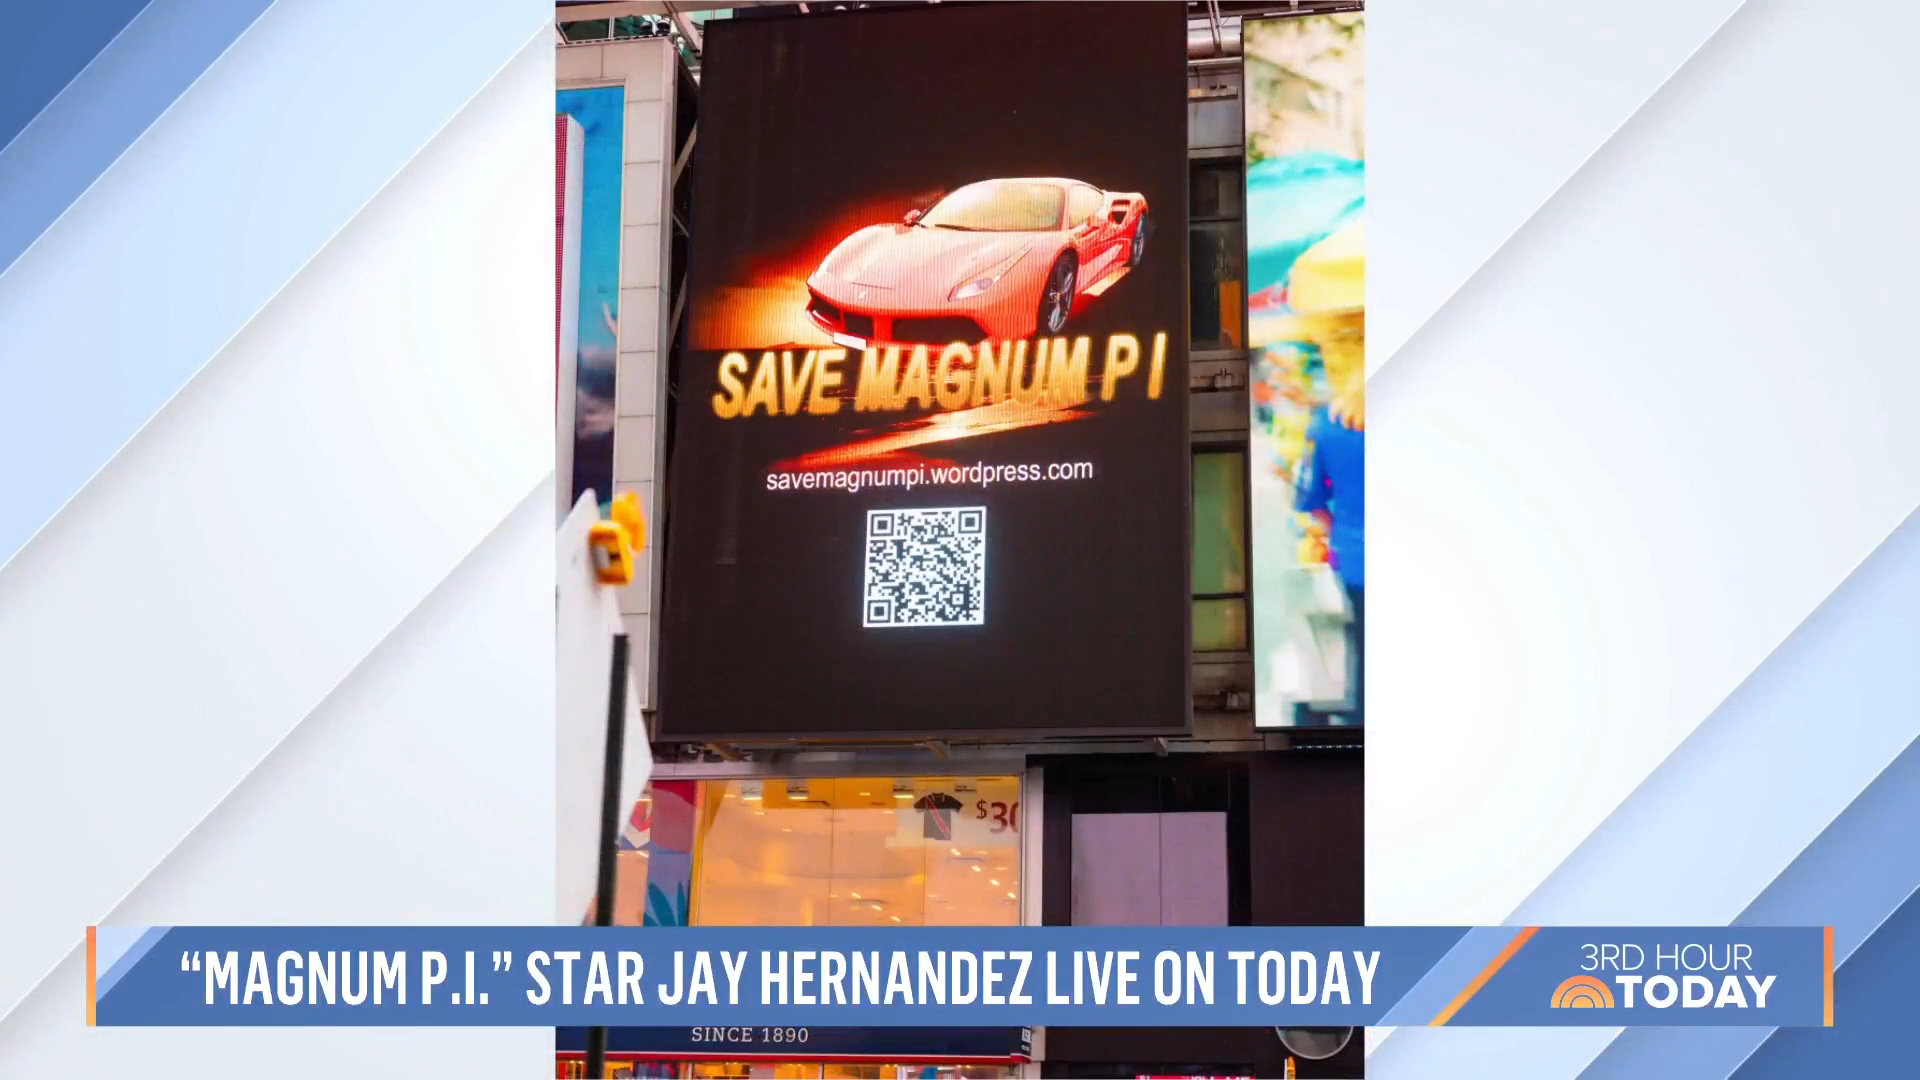 SAVE MAGNUM P I
savemagnumpi.wordpress.com
$30
“MAGNUM P.I.” STAR JAY HERNANDEZ LIVE ON TODAY
3RD HOUR
TODAY
SINCE 1890